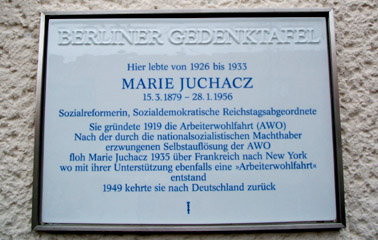 BERLINER GEDENKTAFEL
Hier lebte von 1926 bis 1933
MARIE JUCHACZ
15.3.1879 – 28.1.1956
Sozialreformerin, Sozialdemokratische Reichstagsabgeordnete
Sie gründete 1919 die Arbeiterwohlfahrt (AWO)
Nach der durch die nationalsozialistischen Machthaber
erzwungenen Selbstauflösung der AWO
floh Marie Juchacz 1935 über Frankreich nach New York
wo mit ihrer Unterstützung ebenfalls eine »Arbeiterwohlfahrt«
entstand
1949 kehrte sie nach Deutschland zurück